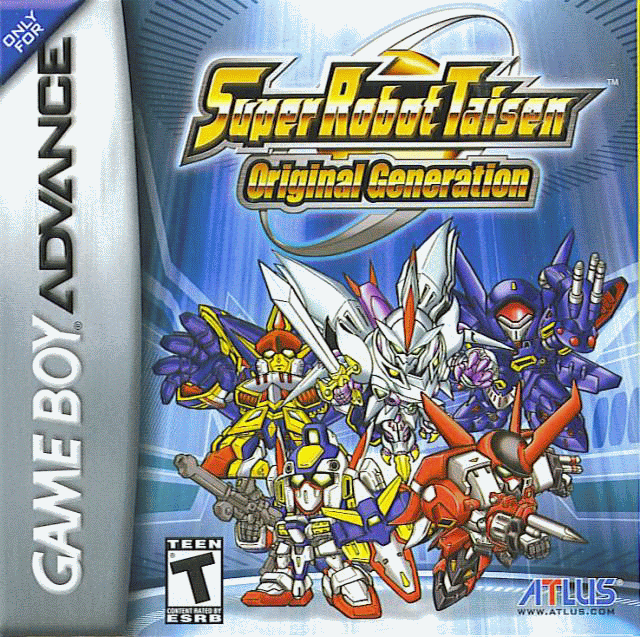 ONLY
FOR
GAME BOY ADVANCE
Super Robot Taisen
TM
Original Generation
TEEN
T
CONTENT RATED BY
ESRB
ATLUS
WWW.ATLUS.COM